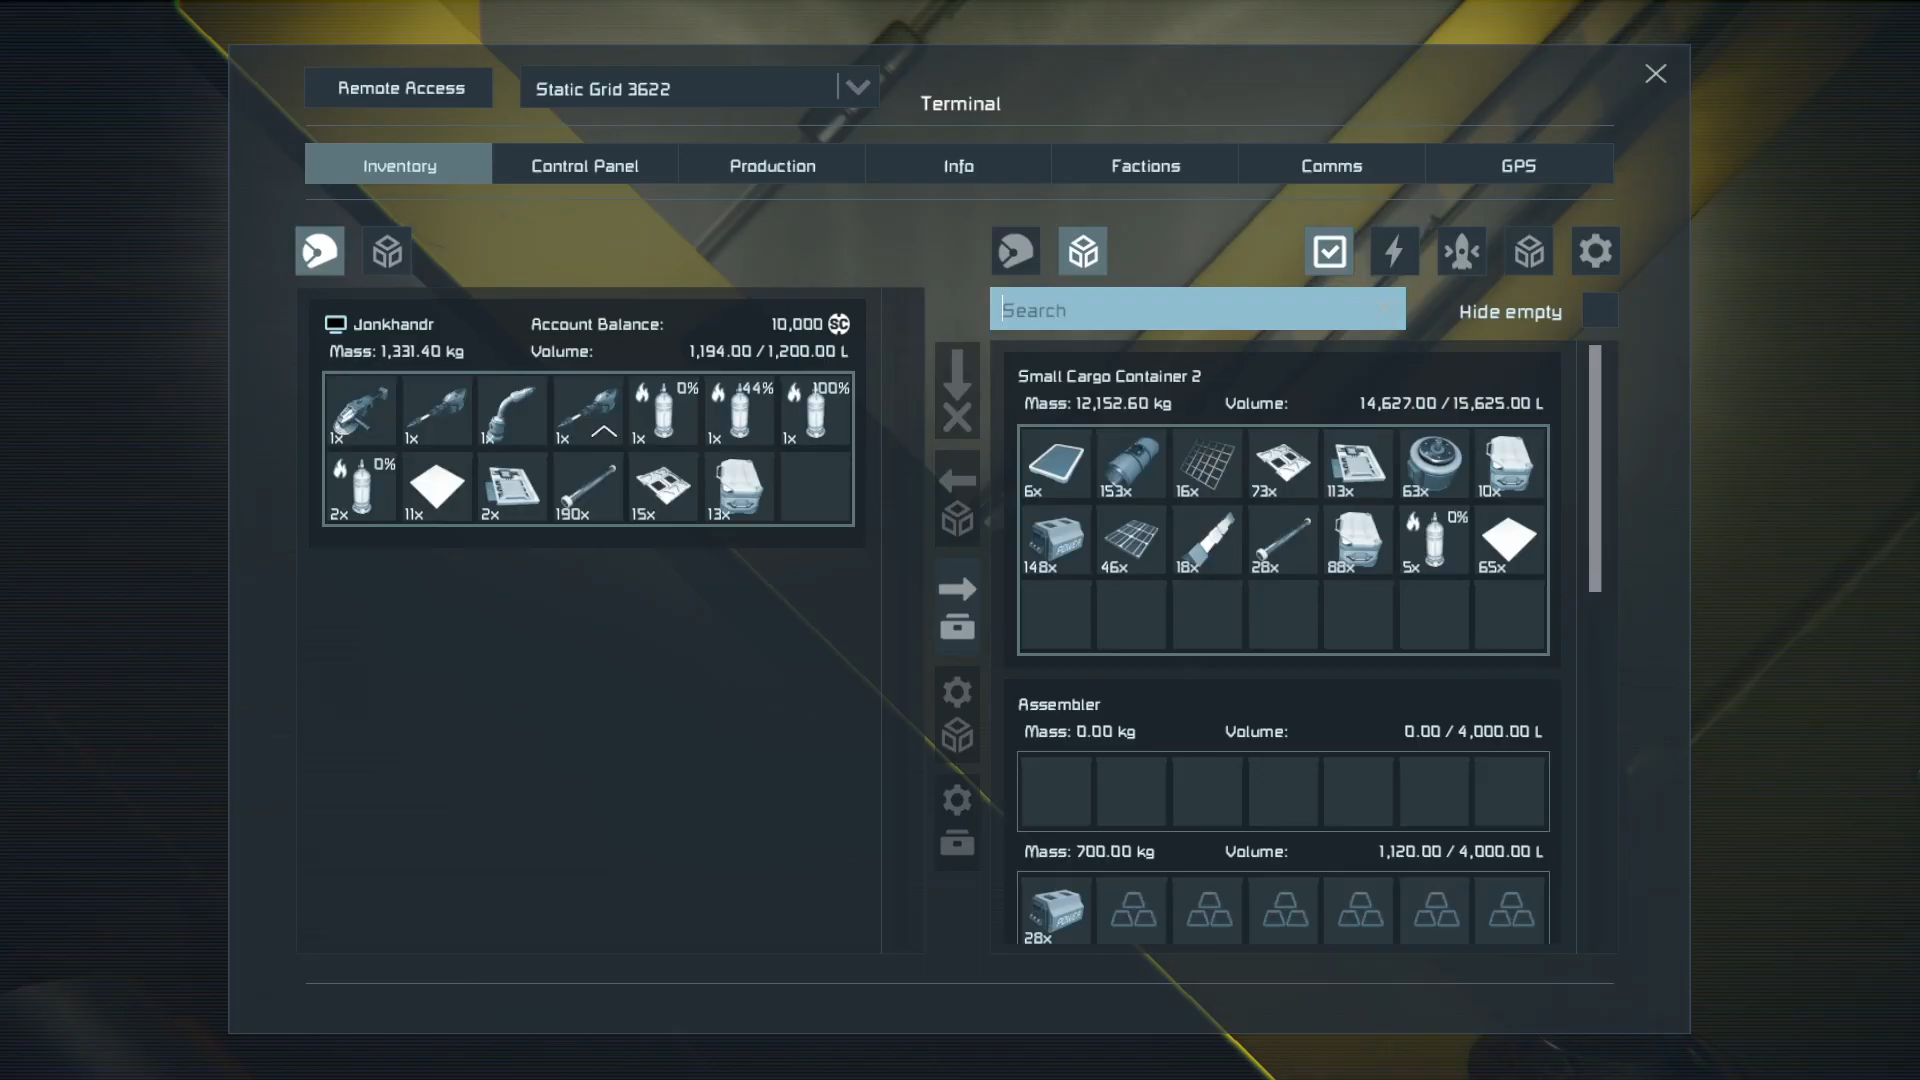 Remote Access
Static Grid 3622
Terminal
Inventory
Control Panel
Production
Info
Factions
Comms
GPS
Jonkhandr
Account Balance:
10,000 SC
Mass: 1,331.40 kg
Volume:
1,194.00 / 1,200.00 L
1x
1x
1x
1x
0%
1x
44%
1x
100%
1x
0%
2x
11x
2x
190x
15x
13x
Search
Hide empty
Small Cargo Container 2
Mass: 12,152.60 kg
Volume:
14,627.00 / 15,625.00 L
6x
153x
16x
73x
113x
63x
10x
POWER
148x
46x
18x
28x
88x
0%
5x
65x
Assembler
Mass: 0.00 kg
Volume:
0.00 / 4,000.00 L
Mass: 700.00 kg
Volume:
1,120.00 / 4,000.00 L
POWER
28x